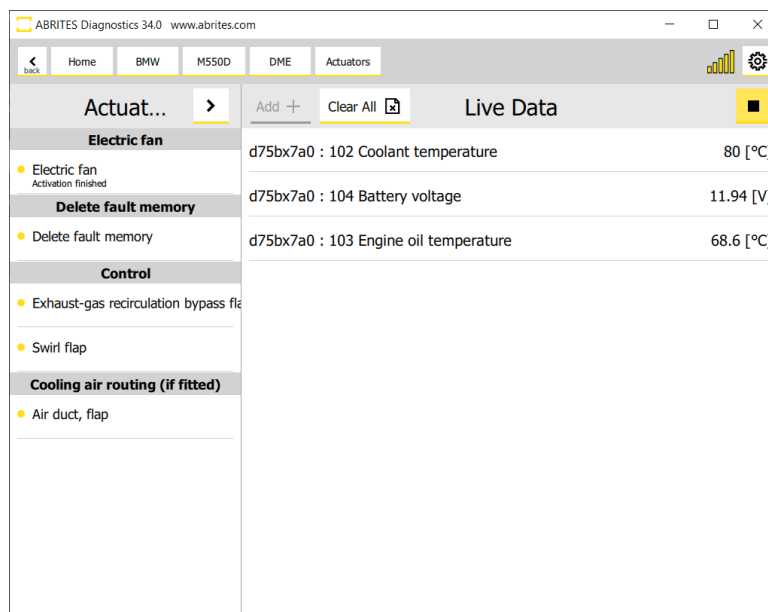 ABRITES Diagnostics 34.0 www.abrites.com
back
Home
BMW
M550D
DME
Actuators
Actuat...
Add
Clear All
Live Data
Electric fan
Electric fan
Activation finished
Delete fault memory
Delete fault memory
Control
Exhaust-gas recirculation bypass fla
Swirl flap
Cooling air routing (if fitted)
Air duct, flap
d75bx7a0 : 102 Coolant temperature 80 [°C]
d75bx7a0 : 104 Battery voltage 11.94 [V]
d75bx7a0 : 103 Engine oil temperature 68.6 [°C]